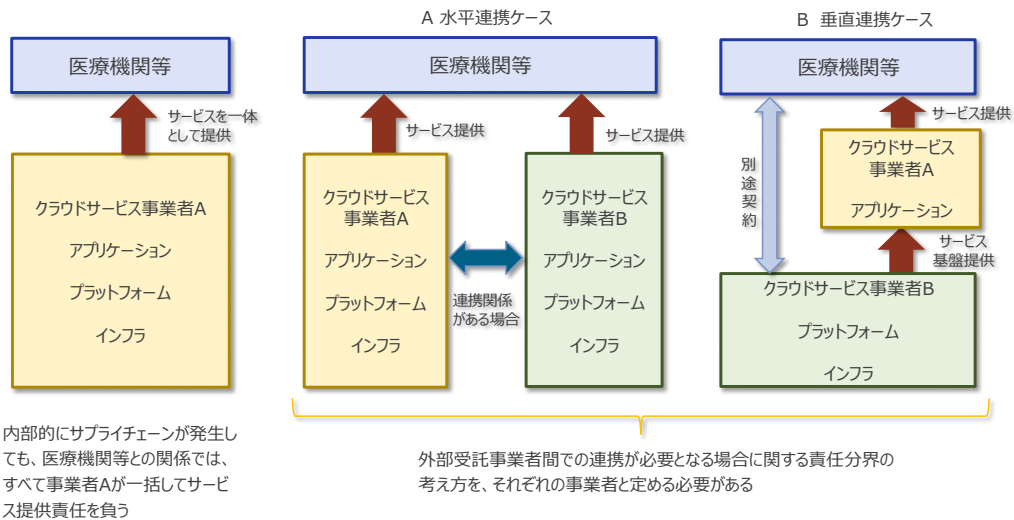 医療機関等
サービスを一体
として提供
クラウドサービス事業者A
アプリケーション
プラットフォーム
インフラ
内部的にサプライチェーンが発生し
ても、医療機関等との関係では、
すべて事業者Aが一括してサービ
ス提供責任を負う
A 水平連携ケース
医療機関等
サービス提供
サービス提供
クラウドサービス
事業者A
アプリケーション
プラットフォーム
インフラ
連携関係
がある場合
クラウドサービス
事業者B
アプリケーション
プラットフォーム
インフラ
B 垂直連携ケース
医療機関等
別途契約
サービス提供
クラウドサービス
事業者A
アプリケーション
サービス
基盤提供
クラウドサービス事業者B
プラットフォーム
インフラ
外部受託事業者間での連携が必要となる場合に関する責任分界の
考え方を、それぞれの事業者と定める必要がある